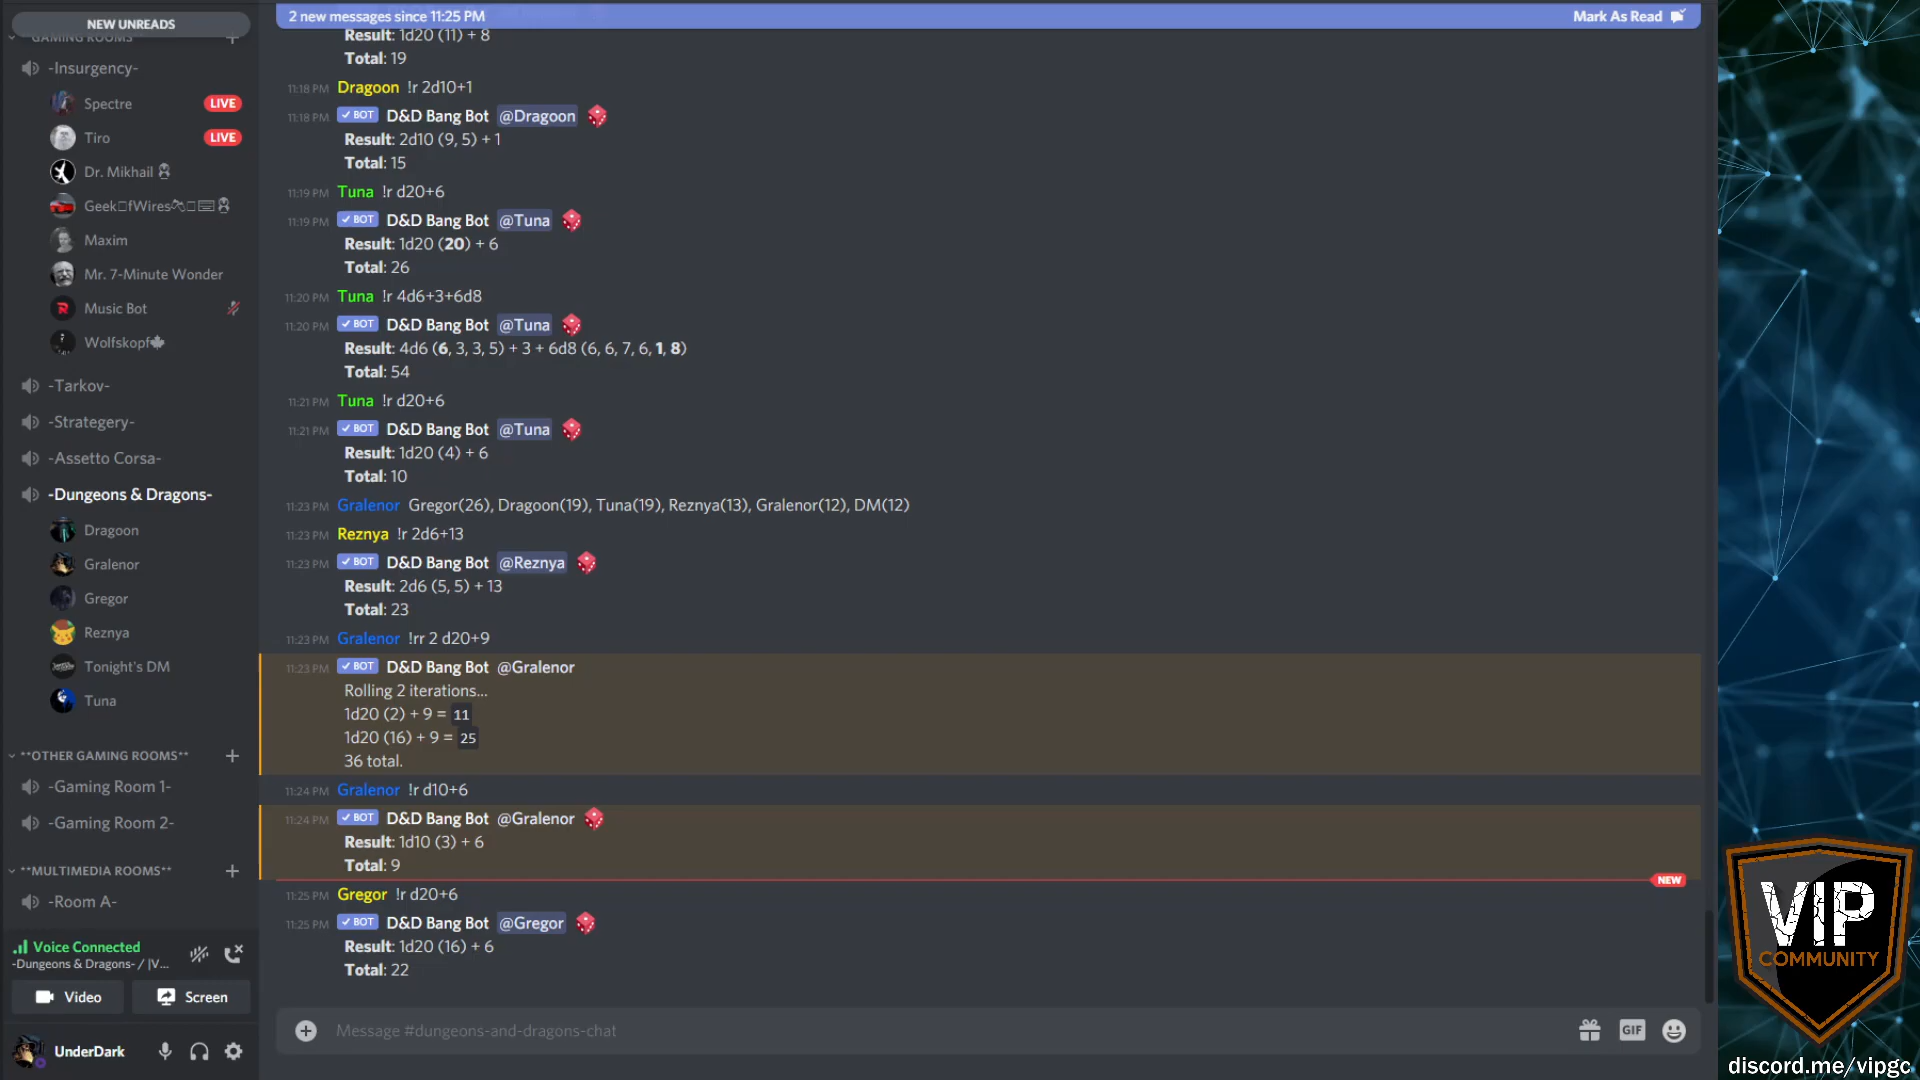 NEW UNREADS
GAMING ROOMS
-Insurgency-
Spectre LIVE
Tiro LIVE
Dr. Mikhail
Geek fWires
Maxim
Mr. 7-Minute Wonder
Music Bot
Wolfskopf
-Tarkov-
-Strategery-
-Assetto Corsa-
-Dungeons & Dragons-
Dragoon
Gralenor
Gregor
Reznya
Tonight's DM
Tuna
**OTHER GAMING ROOMS**
-Gaming Room 1-
-Gaming Room 2-
**MULTIMEDIA ROOMS**
-Room A-
Voice Connected
-Dungeons & Dragons- / |V...
Video Screen
UnderDark
2 new messages since 11:25 PM Mark As Read
Result: 1d20 (11) + 8
Total: 19
11:18 PM Dragoon !r 2d10+1
11:18 PM BOT D&D Bang Bot @Dragoon
Result: 2d10 (9, 5) + 1
Total: 15
11:19 PM Tuna !r d20+6
11:19 PM BOT D&D Bang Bot @Tuna
Result: 1d20 (20) + 6
Total: 26
11:20 PM Tuna !r 4d6+3+6d8
11:20 PM BOT D&D Bang Bot @Tuna
Result: 4d6 (6, 3, 3, 5) + 3 + 6d8 (6, 6, 7, 6, 1, 8)
Total: 54
11:21 PM Tuna !r d20+6
11:21 PM BOT D&D Bang Bot @Tuna
Result: 1d20 (4) + 6
Total: 10
11:23 PM Gralenor Gregor(26), Dragoon(19), Tuna(19), Reznya(13), Gralenor(12), DM(12)
11:23 PM Reznya !r 2d6+13
11:23 PM BOT D&D Bang Bot @Reznya
Result: 2d6 (5, 5) + 13
Total: 23
11:23 PM Gralenor !rr 2 d20+9
11:23 PM BOT D&D Bang Bot @Gralenor
Rolling 2 iterations...
1d20 (2) + 9 = 11
1d20 (16) + 9 = 25
36 total.
11:24 PM Gralenor !r d10+6
11:24 PM BOT D&D Bang Bot @Gralenor
Result: 1d10 (3) + 6
Total: 9
NEW
11:25 PM Gregor !r d20+6
11:25 PM BOT D&D Bang Bot @Gregor
Result: 1d20 (16) + 6
Total: 22
Message #dungeons-and-dragons-chat
GIF
VIP
COMMUNITY
discord.me/vipgc